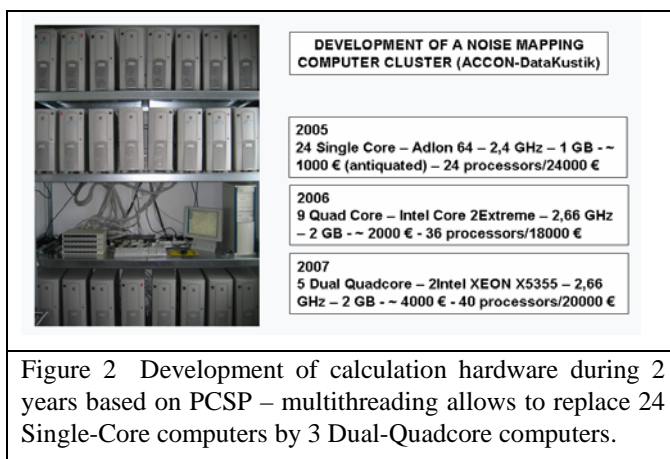 DEVELOPMENT OF A NOISE MAPPING
COMPUTER CLUSTER (ACCON-DataKustik)
2005
24 Single Core – Adlon 64 – 2,4 GHz – 1 GB - ~
1000 € (antiquated) – 24 processors/24000 €
2006
9 Quad Core – Intel Core 2Extreme – 2,66 GHz
– 2 GB - ~ 2000 € - 36 processors/18000 €
2007
5 Dual Quadcore – 2Intel XEON X5355 – 2,66
GHz – 2 GB - ~ 4000 € - 40 processors/20000 €
Figure 2 Development of calculation hardware during 2
years based on PCSP – multithreading allows to replace 24
Single-Core computers by 3 Dual-Quadcore computers.